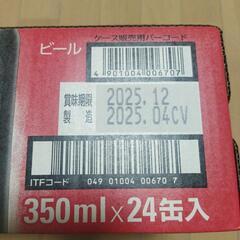 ビール
ケース販売用バーコード
4 901004 006707
賞味期限 2025.12
製造 2025.04CV
ITFコード 049 01004 00670 7
350ml×24缶入